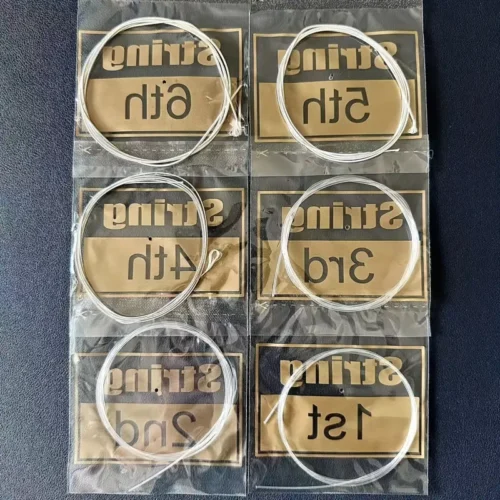 String
6th
String
5th
String
4th
String
3rd
String
2nd
String
1st